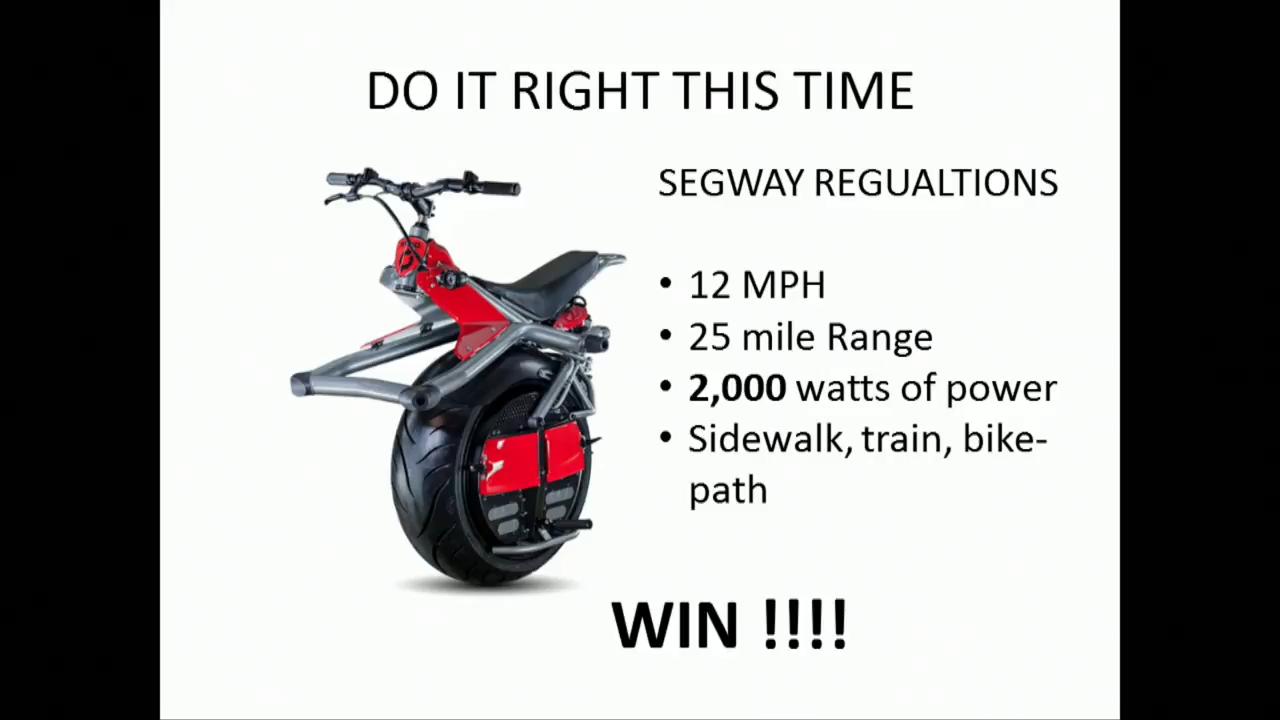 DO IT RIGHT THIS TIME
SEGWAY REGUALTIONS
• 12 MPH
• 25 mile Range
• 2,000 watts of power
• Sidewalk, train, bike-
path
WIN !!!!